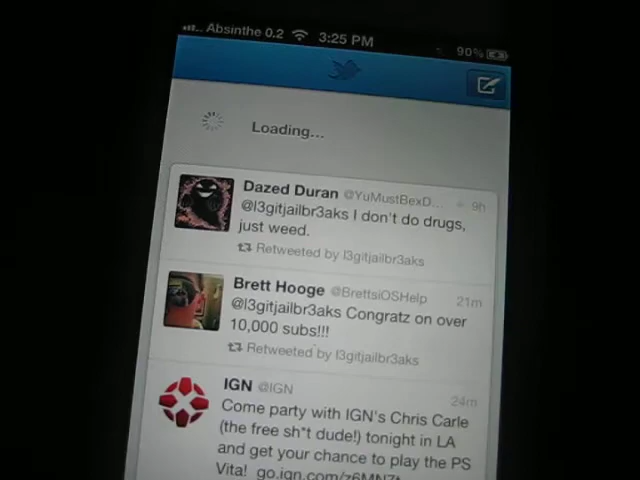 Absinthe 0.2 3:25 PM 90%
Loading...
Dazed Duran @YuMustBexD... 9h
@l3gitjailbr3aks I don't do drugs,
just weed.
Retweeted by l3gitjailbr3aks
Brett Hooge @BrettsiOSHelp 21m
@l3gitjailbr3aks Congratz on over
10,000 subs!!!
Retweeted by l3gitjailbr3aks
IGN @IGN 24m
Come party with IGN's Chris Carle
(the free sh*t dude!) tonight in LA
and get your chance to play the PS
Vita!